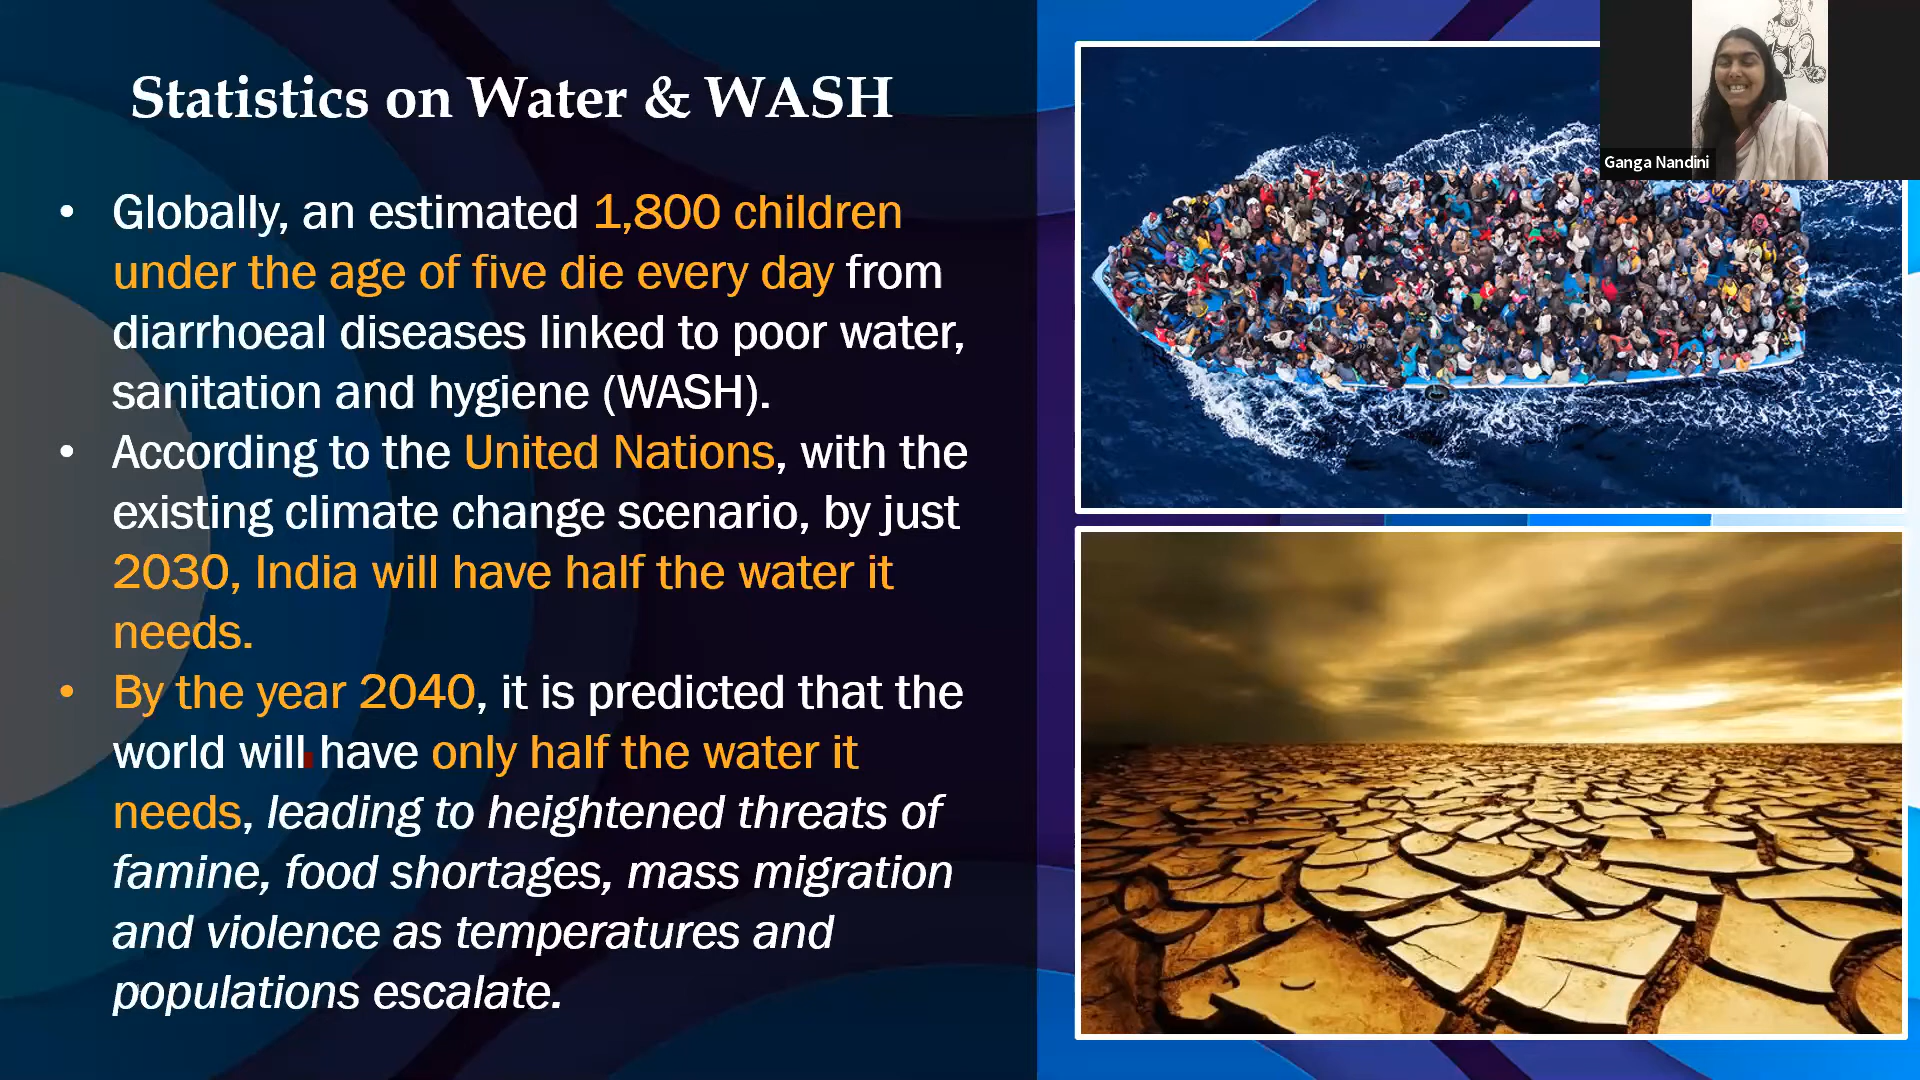 Statistics on Water & WASH
• Globally, an estimated 1,800 children
under the age of five die every day from
diarrhoeal diseases linked to poor water,
sanitation and hygiene (WASH).
• According to the United Nations, with the
existing climate change scenario, by just
2030, India will have half the water it
needs.
• By the year 2040, it is predicted that the
world will have only half the water it
needs, leading to heightened threats of
famine, food shortages, mass migration
and violence as temperatures and
populations escalate.
Ganga Nandini